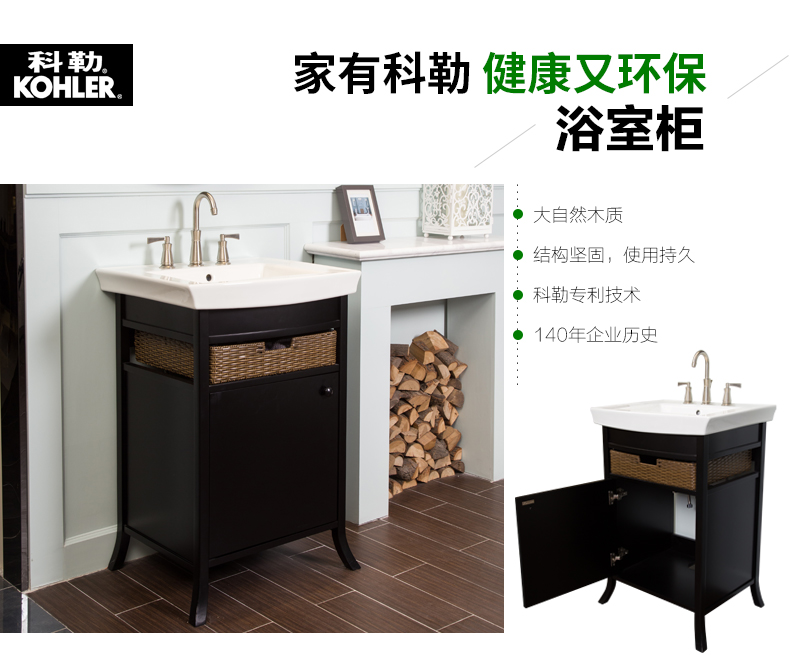 科勒®
KOHLER®
家有科勒 健康又环保
浴室柜
大自然木质
结构坚固，使用持久
科勒专利技术
140年企业历史